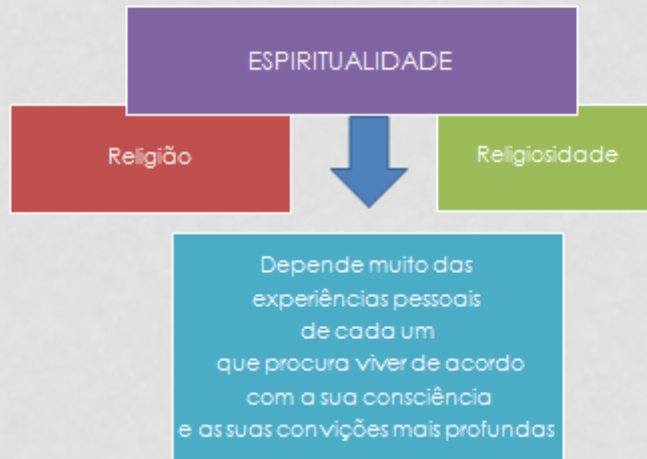 ESPIRITUALIDADE
Religião
Religiosidade
Depende muito das
experiências pessoais
de cada um
que procura viver de acordo
com a sua consciência
e as suas convições mais profundas